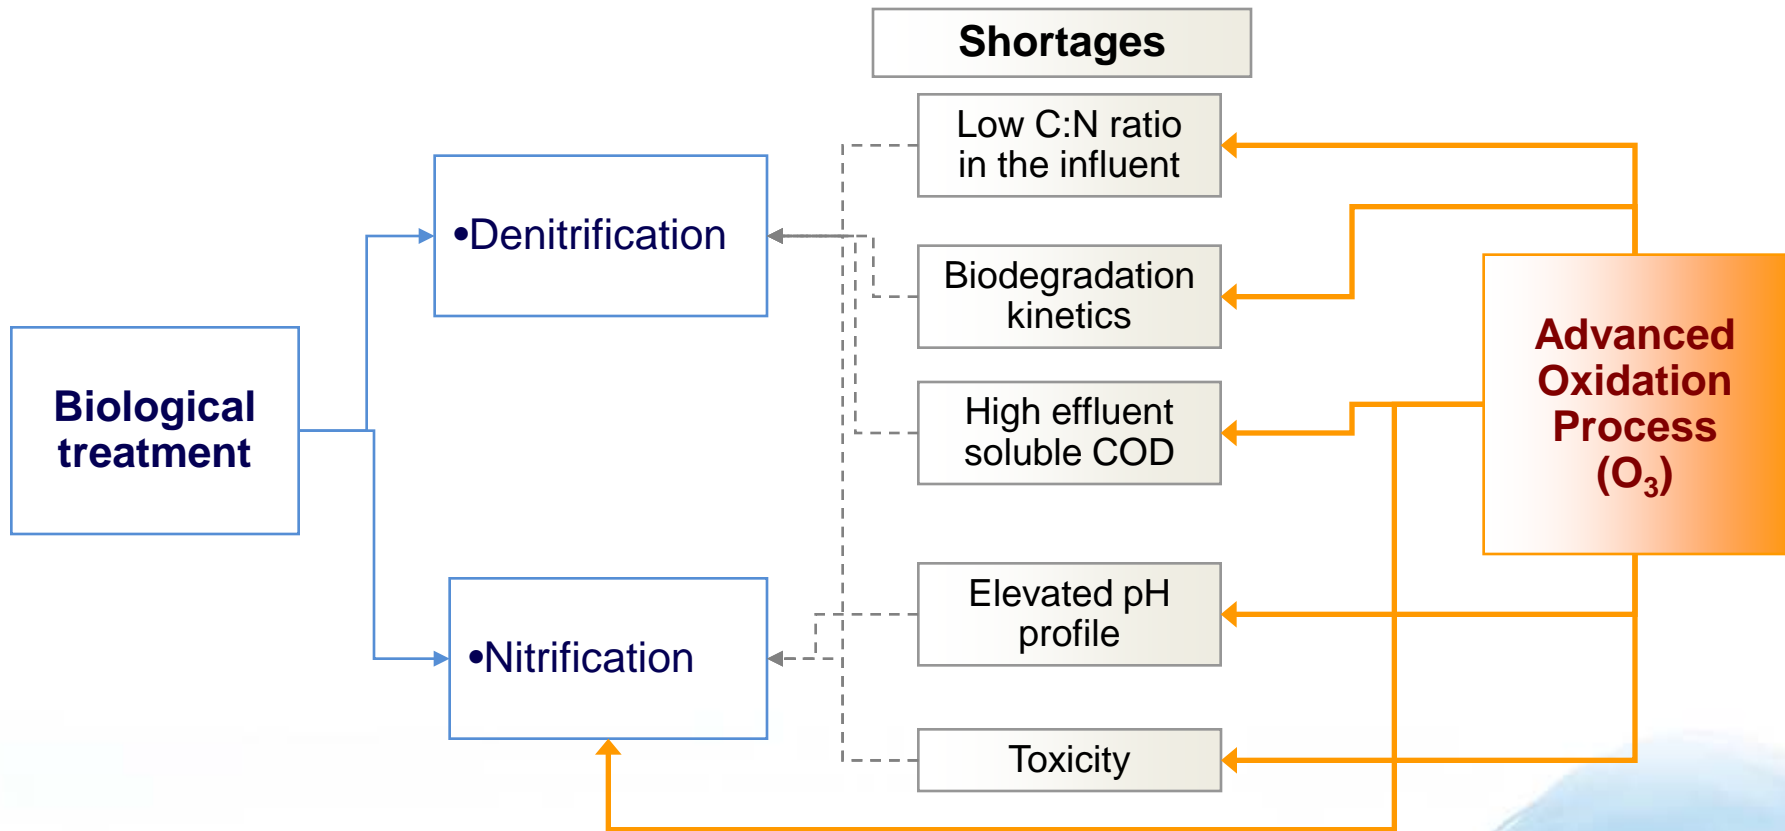 Shortages
Low C:N ratio
in the influent
•Denitrification
Biodegradation
kinetics
Biological
treatment
High effluent
soluble COD
Advanced
Oxidation
Process
(O₃)
Elevated pH
profile
•Nitrification
Toxicity